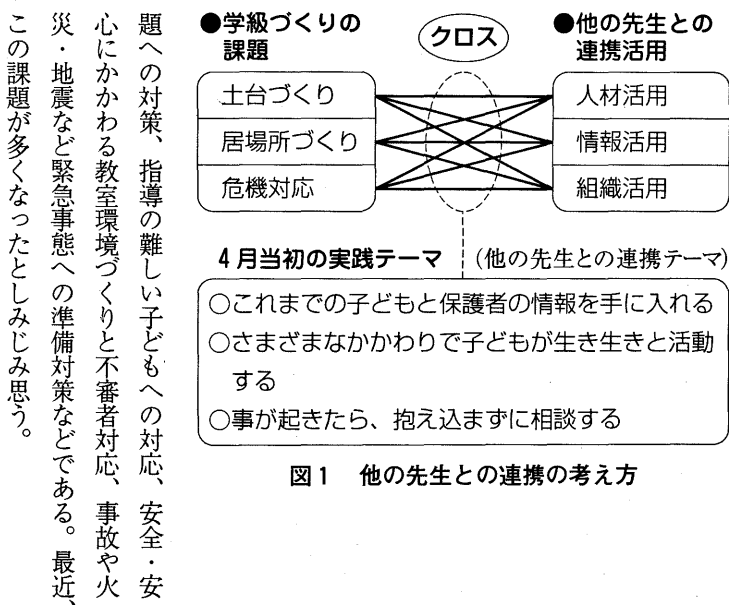 ●学級づくりの
課題
クロス
●他の先生との
連携活用
土台づくり
居場所づくり
危機対応
人材活用
情報活用
組織活用
4月当初の実践テーマ (他の先生との連携テーマ)
○これまでの子どもと保護者の情報を手に入れる
○さまざまなかかわりで子どもが生き生きと活動
する
○事が起きたら、抱え込まずに相談する
図1 他の先生との連携の考え方
題への対策、指導の難しい子どもへの対応、安全・安
心にかかわる教室環境づくりと不審者対応、事故や火
災・地震など緊急事態への準備対策などである。最近、
この課題が多くなったとしみじみ思う。